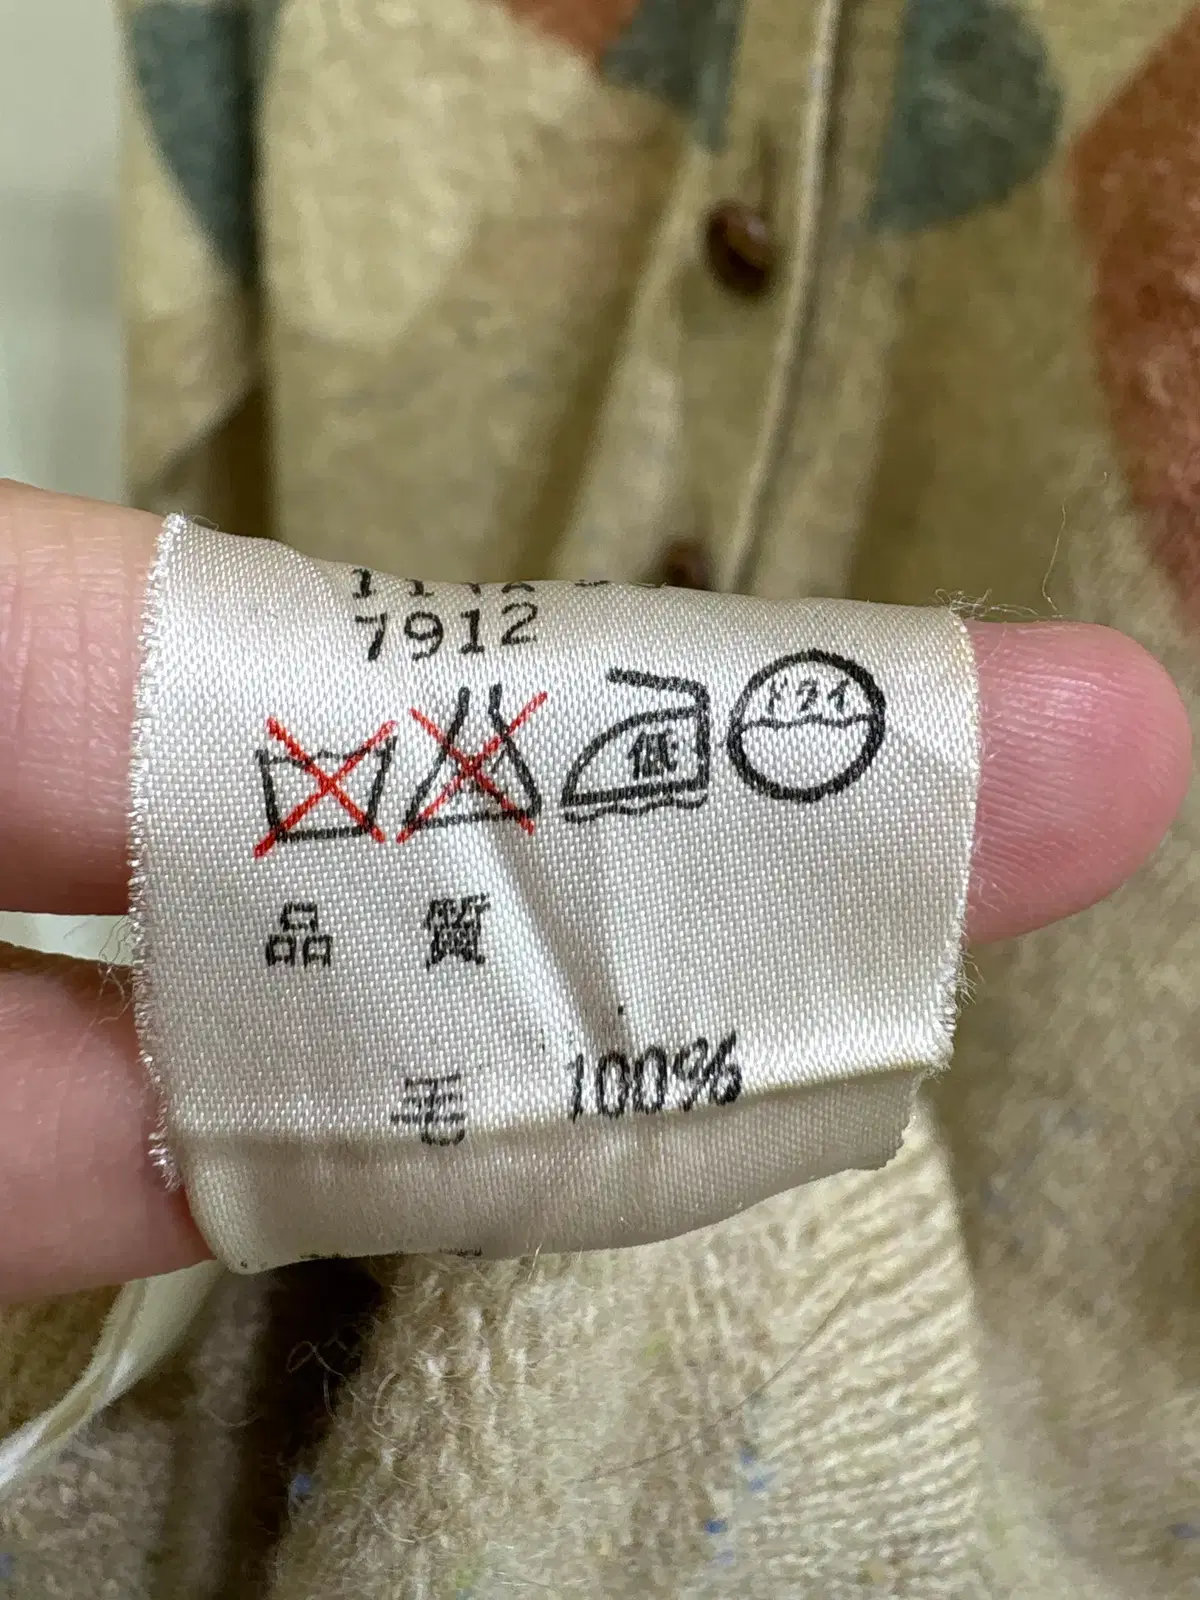 7912
低 ドライ
品 質
毛 100%